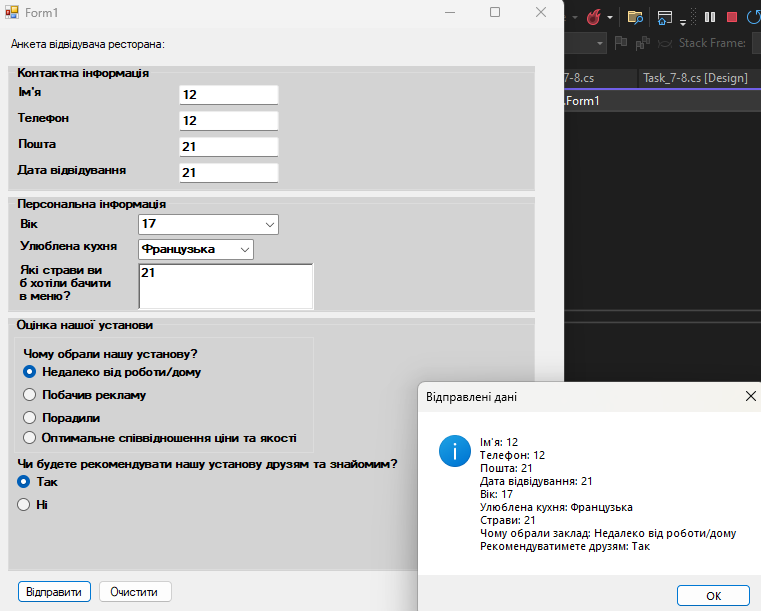 Form1
Анкета відвідувача ресторана:
Контактна інформація
Ім'я
12
Телефон
12
Пошта
21
Дата відвідування
21
Персональна інформація
Вік
17
Улюблена кухня
Французька
Які страви ви
б хотіли бачити
в меню?
21
Оцінка нашої установи
Чому обрали нашу установу?
Недалеко від роботи/дому
Побачив рекламу
Порадили
Оптимальне співвідношення ціни та якості
Чи будете рекомендувати нашу установу друзям та знайомим?
Так
Ні
Відправити
Очистити
Stack Frame:
7-8.cs
Task_7-8.cs [Design]
.Form1
Відправлені дані
Ім'я: 12
Телефон: 12
Пошта: 21
Дата відвідування: 21
Вік: 17
Улюблена кухня: Французька
Страви: 21
Чому обрали заклад: Недалеко від роботи/дому
Рекомендуватимете друзям: Так
OK